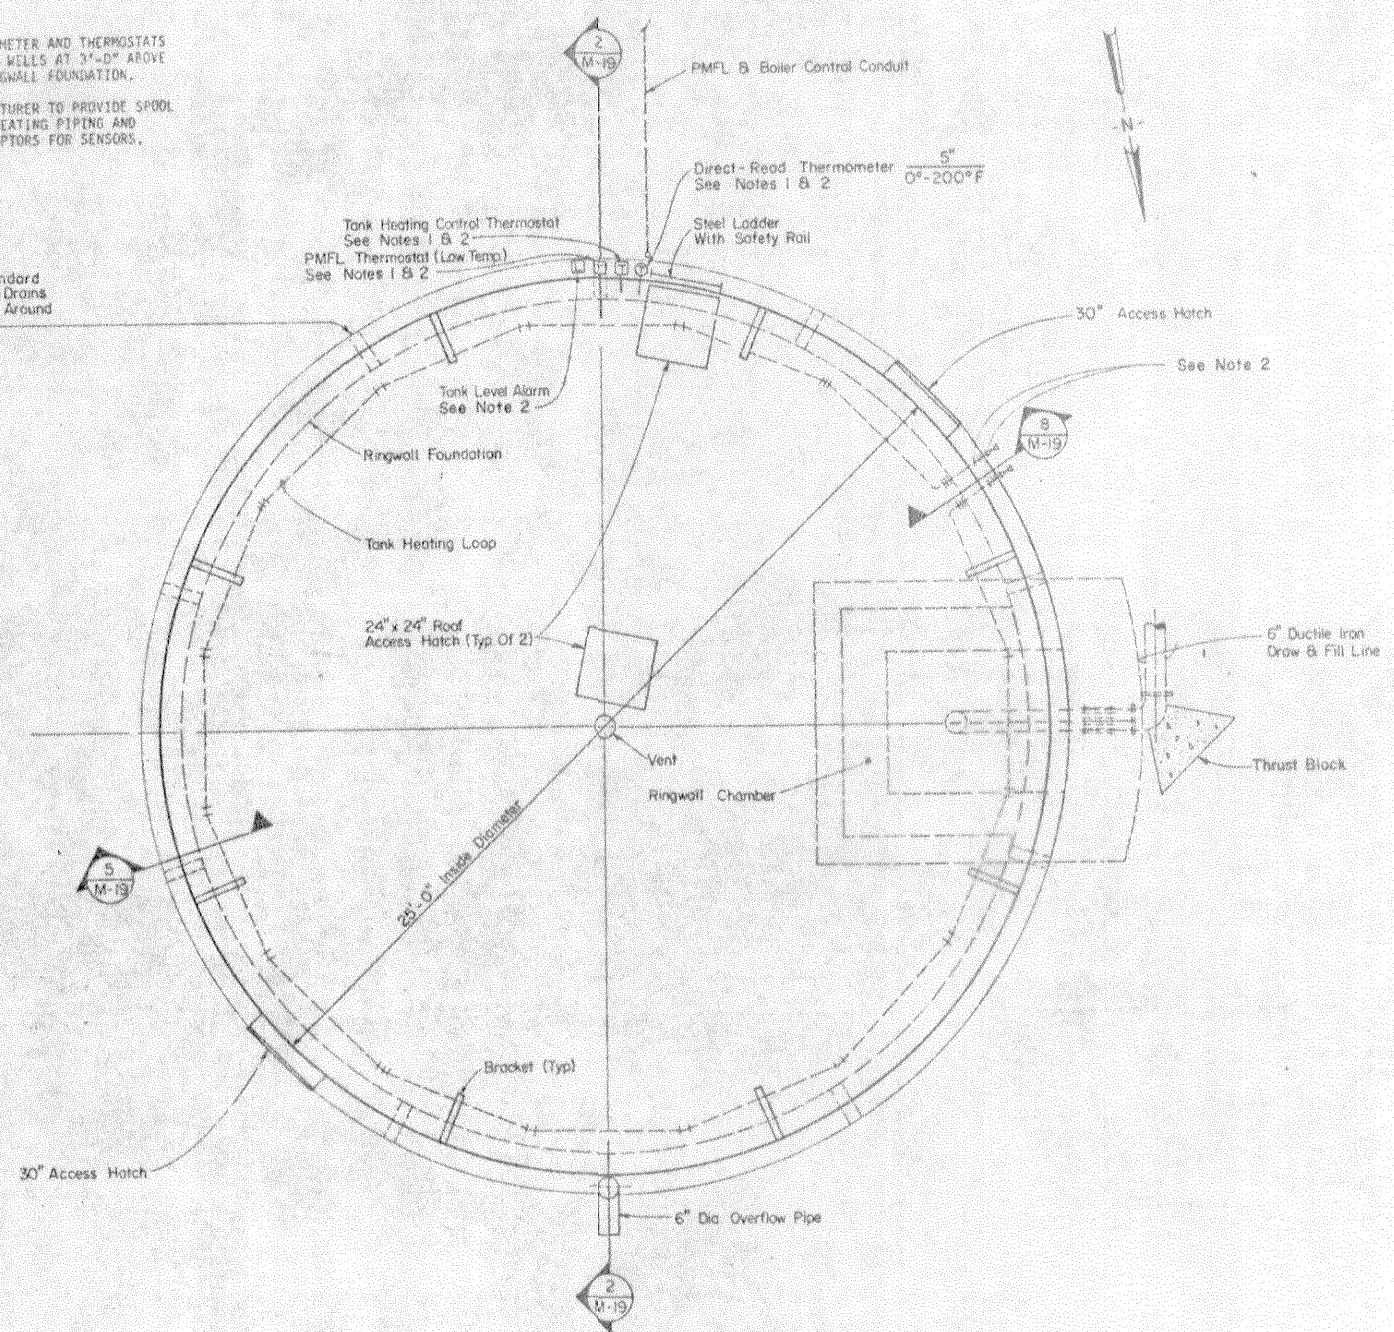 METER AND THERMOSTATS
WELLS AT 3'-0" ABOVE
GWALL FOUNDATION.
TURER TO PROVIDE SPOOL
EATING PIPING AND
PTORS FOR SENSORS.
2
M-19
PMFL & Boiler Control Conduit
-N-
Direct-Read Thermometer
See Notes 1 & 2
5"
0°-200°F
Tank Heating Control Thermostat
See Notes 1 & 2
Steel Ladder
With Safety Rail
PMFL Thermostat (Low Temp)
See Notes 1 & 2
ndard
Drains
Around
30" Access Hatch
See Note 2
Tank Level Alarm
See Note 2
8
M-19
Ringwall Foundation
Tank Heating Loop
24" x 24" Roof
Access Hatch (Typ. Of 2)
6" Ductile Iron
Draw & Fill Line
Vent
Ringwall Chamber
Thrust Block
25'-0" Inside Diameter
5
M-19
Bracket (Typ)
30" Access Hatch
6" Dia. Overflow Pipe
2
M-19